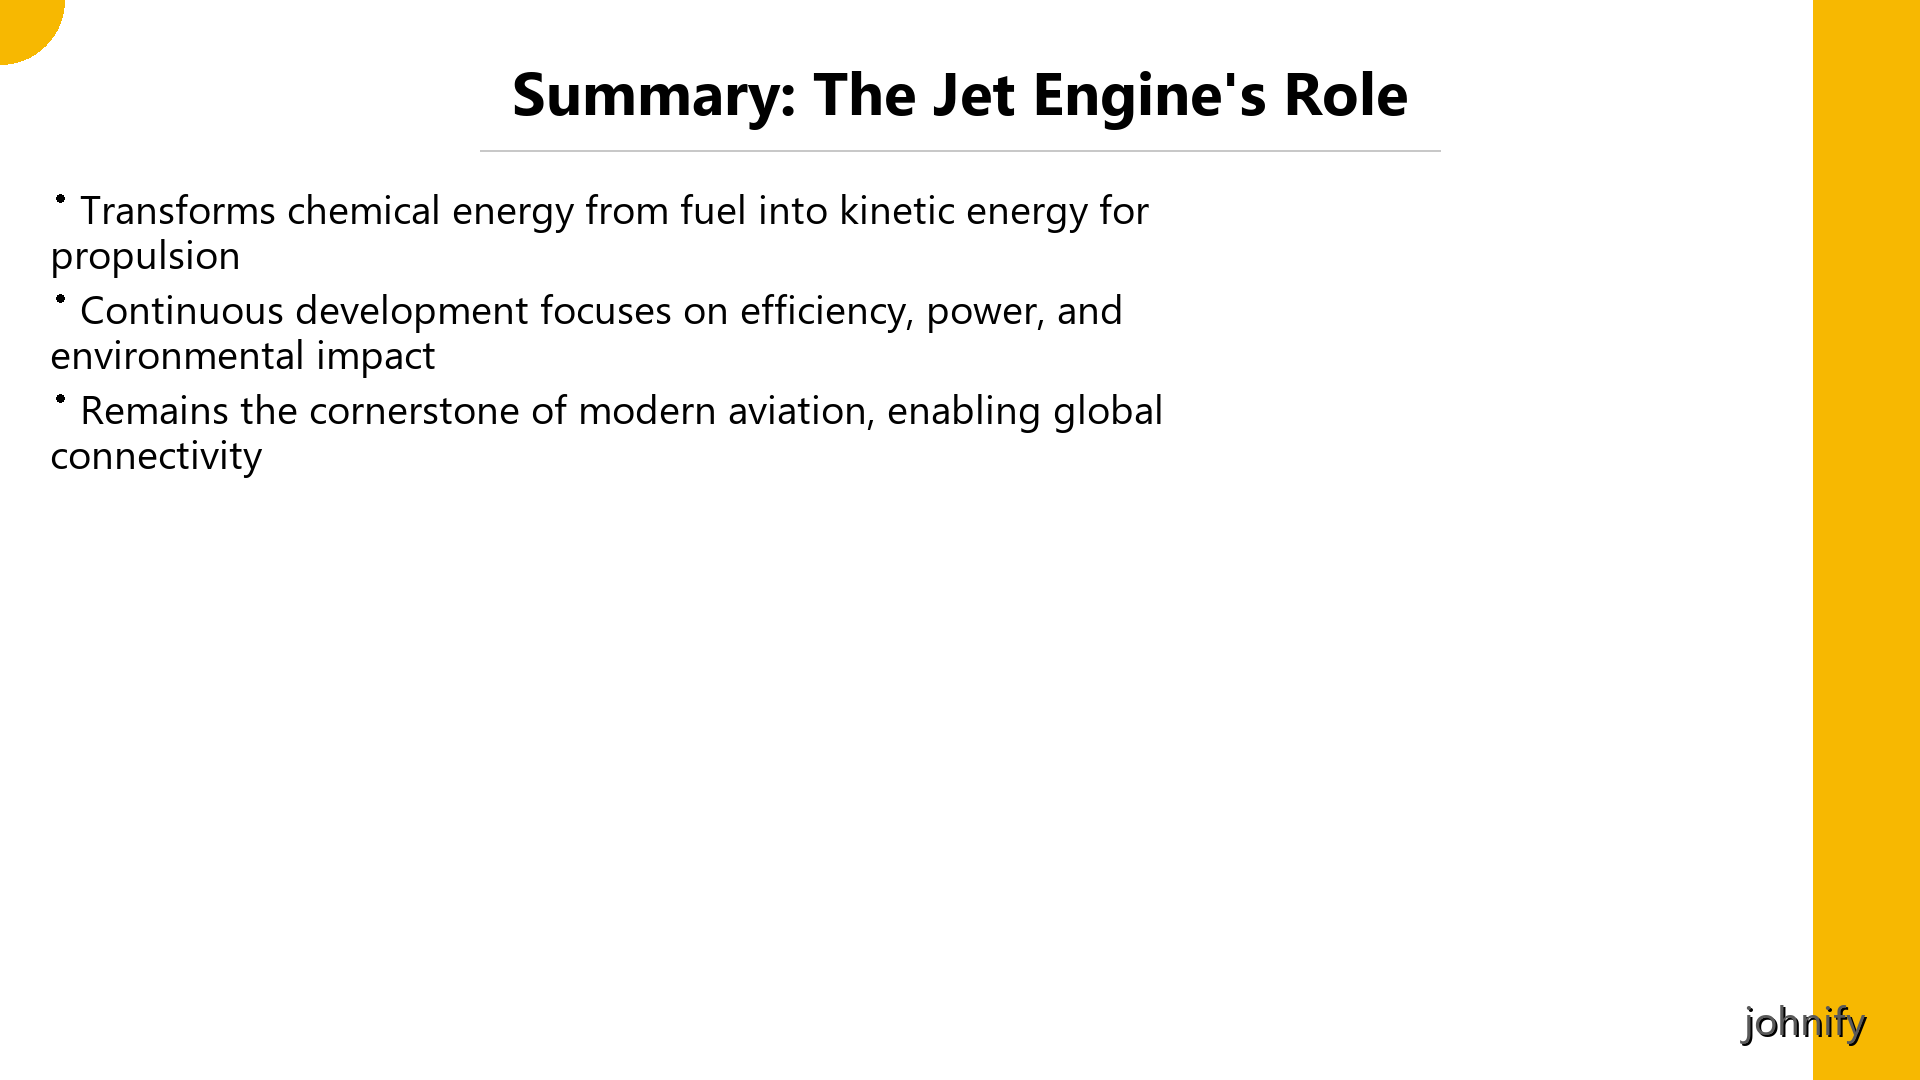 Summary: The Jet Engine's Role
• Transforms chemical energy from fuel into kinetic energy for
propulsion
• Continuous development focuses on efficiency, power, and
environmental impact
• Remains the cornerstone of modern aviation, enabling global
connectivity
johnify